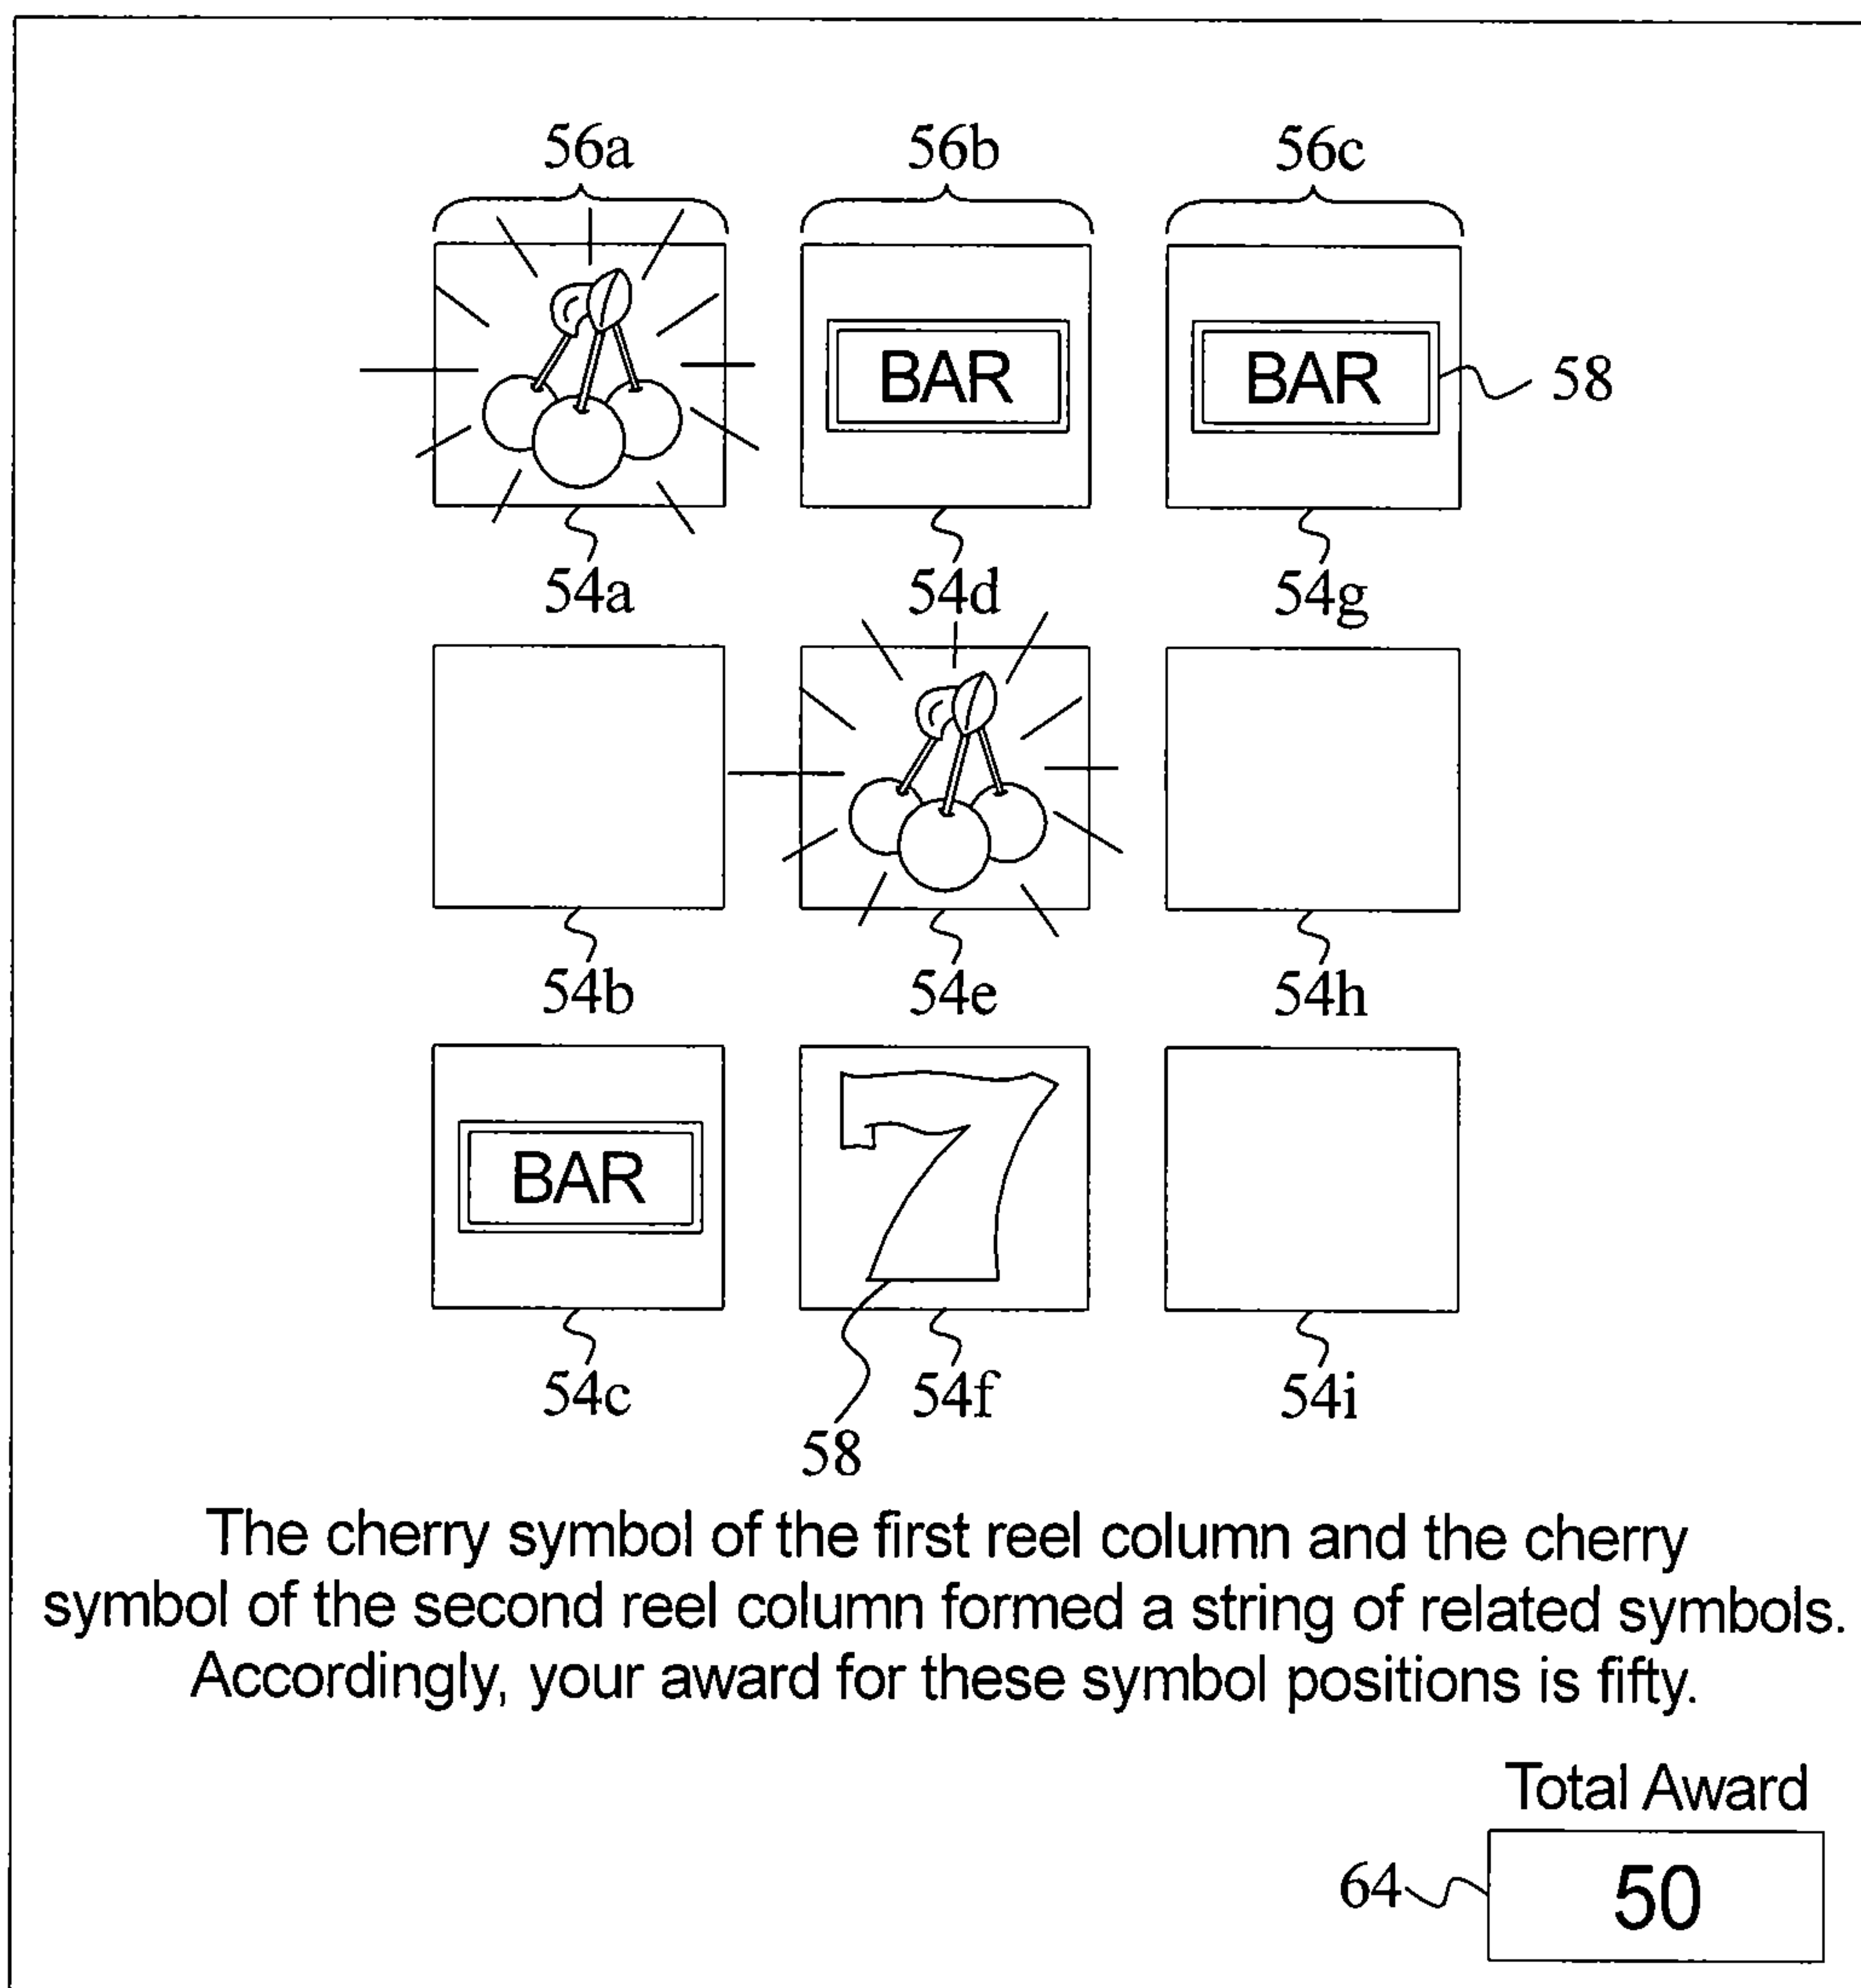 56a 56b 56c
BAR BAR 58
54a 54d 54g
54b 54e 54h
BAR 7
54c 54f 54i
58
The cherry symbol of the first reel column and the cherry
symbol of the second reel column formed a string of related symbols.
Accordingly, your award for these symbol positions is fifty.
Total Award
64 50